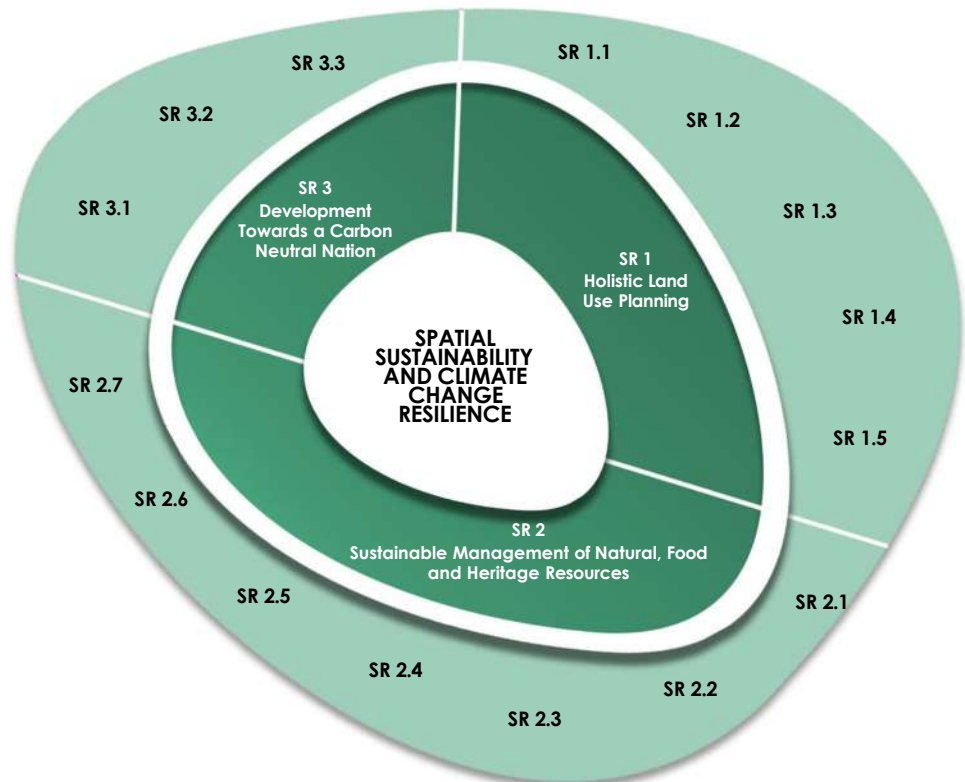 SPATIAL
SUSTAINABILITY
AND CLIMATE
CHANGE
RESILIENCE
SR 1
Holistic Land
Use Planning
SR 1.1
SR 1.2
SR 1.3
SR 1.4
SR 1.5
SR 2
Sustainable Management of Natural, Food
and Heritage Resources
SR 2.1
SR 2.2
SR 2.3
SR 2.4
SR 2.5
SR 2.6
SR 2.7
SR 3
Development
Towards a Carbon
Neutral Nation
SR 3.1
SR 3.2
SR 3.3